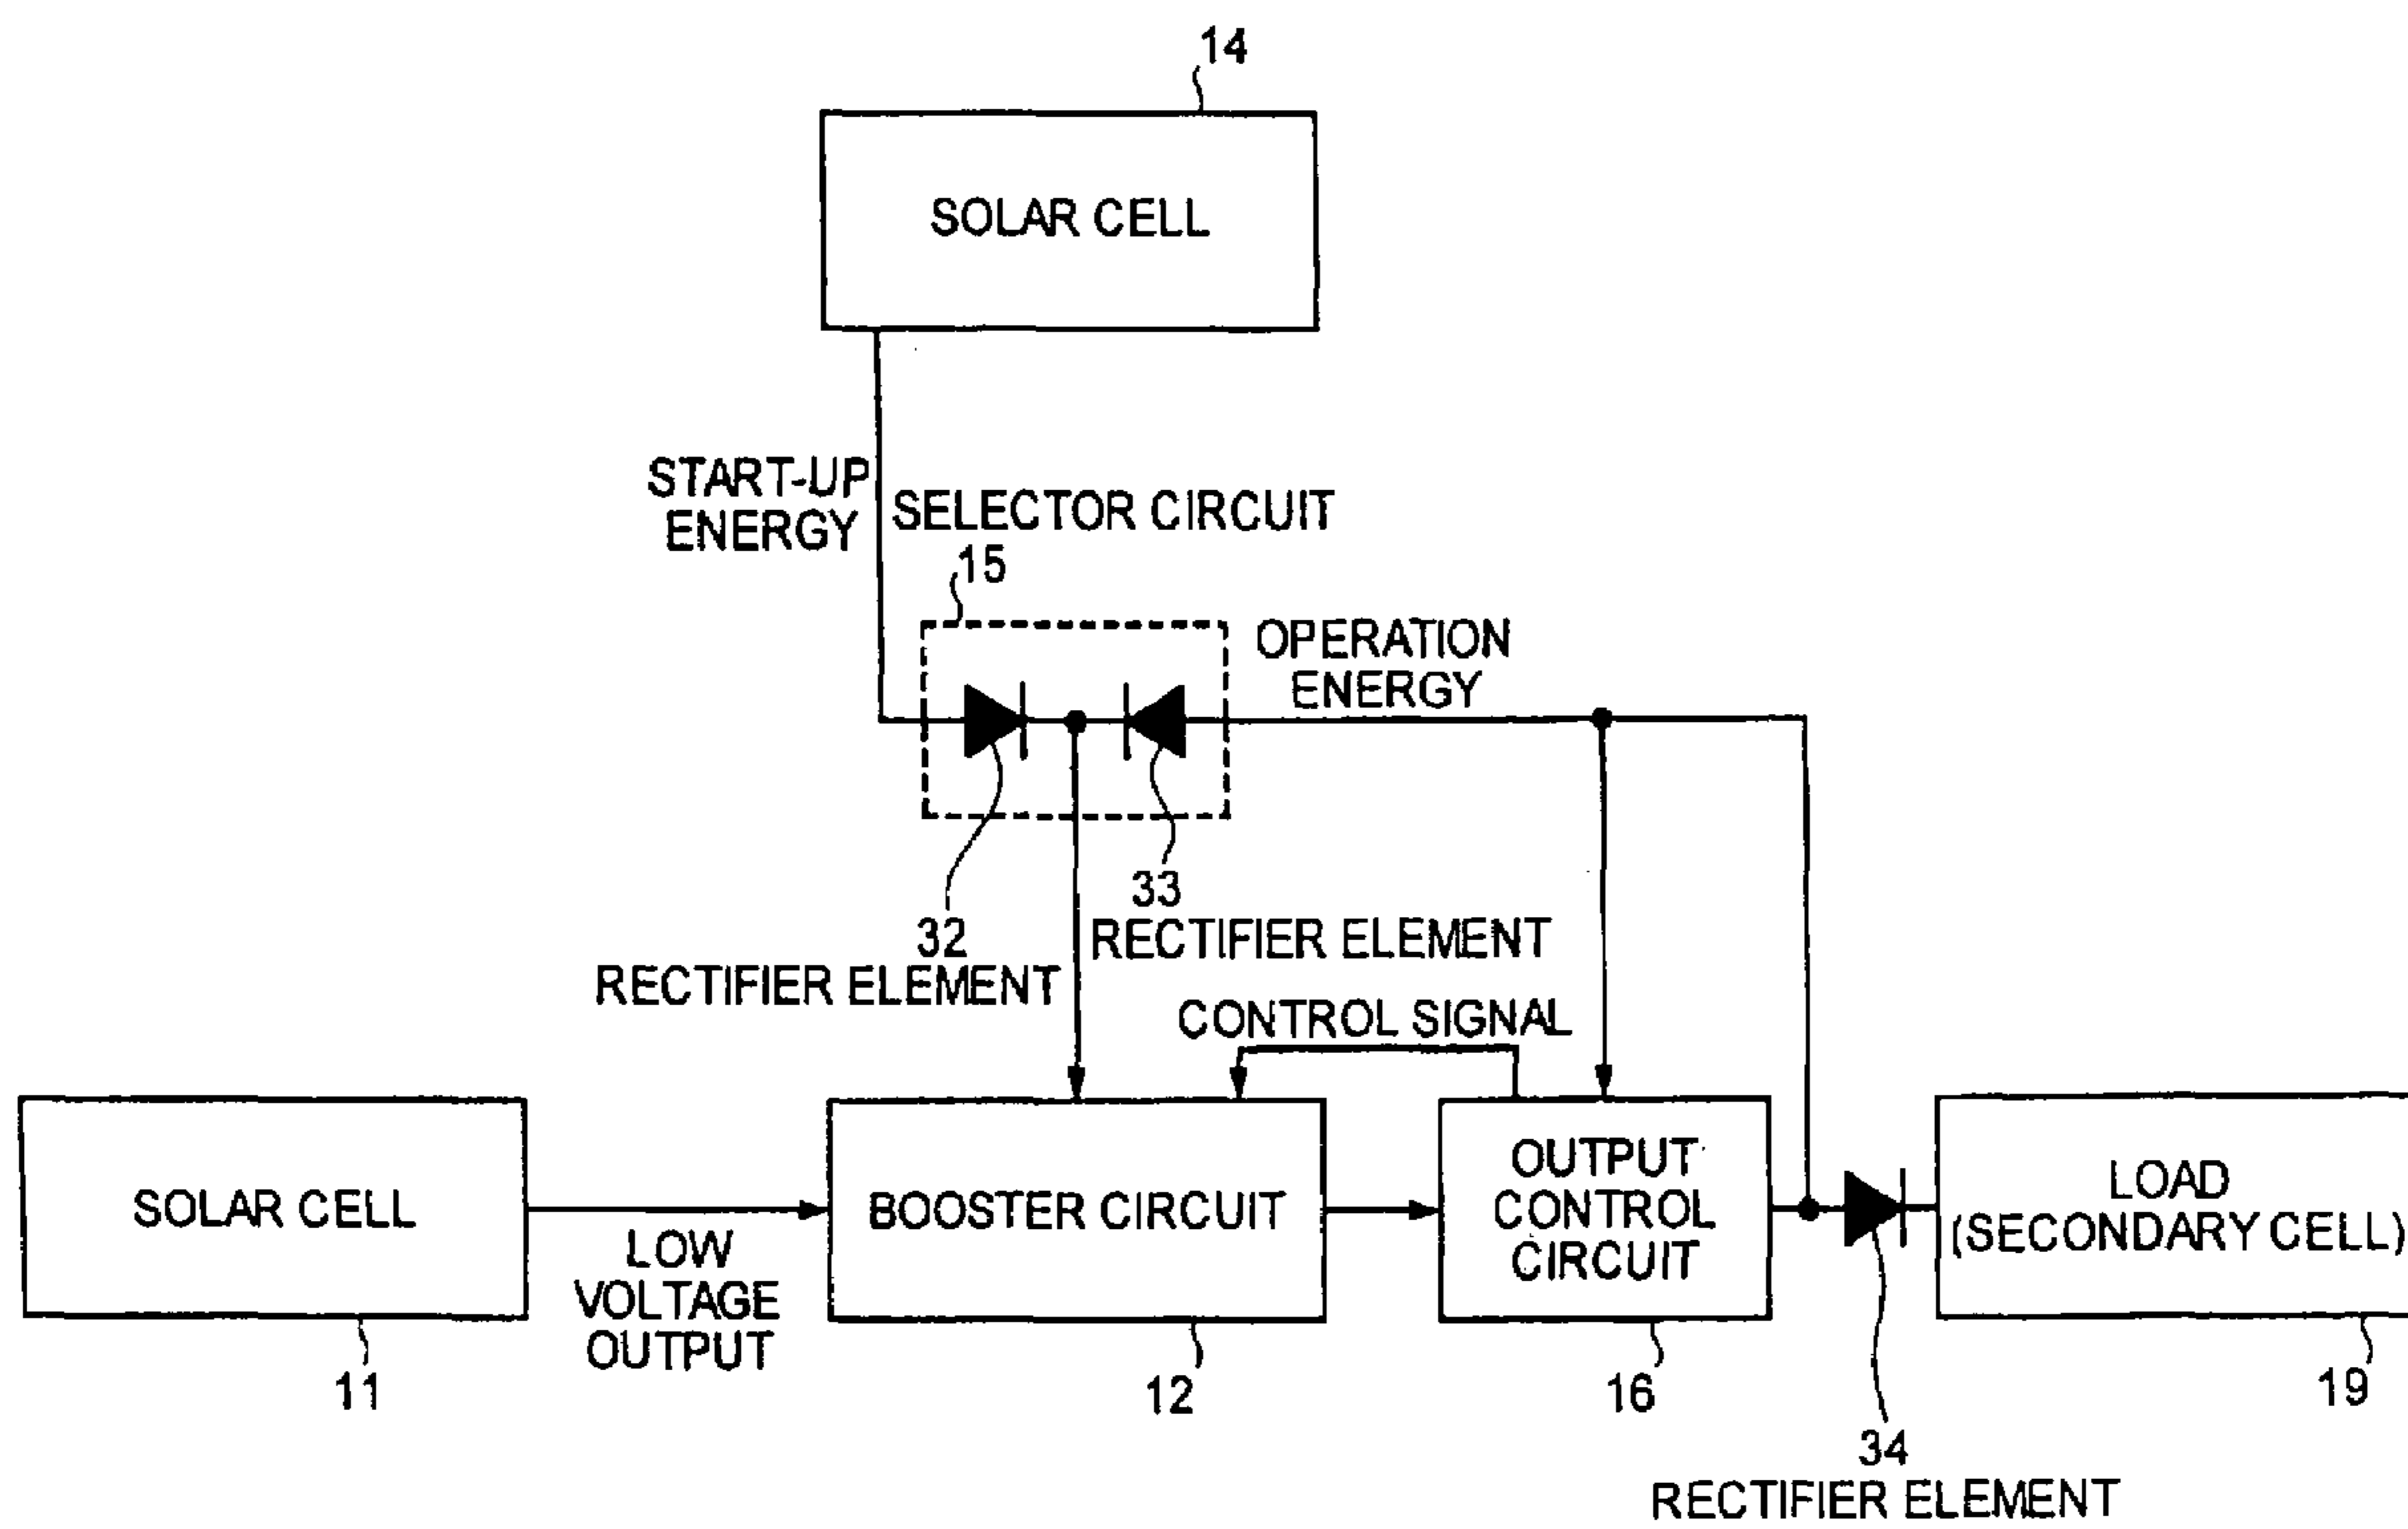 14
SOLAR CELL
START-UP
ENERGY
SELECTOR CIRCUIT
15
OPERATION
ENERGY
33
RECTIFIER ELEMENT
32
RECTIFIER ELEMENT
CONTROL SIGNAL
SOLAR CELL
LOW
VOLTAGE
OUTPUT
BOOSTER CIRCUIT
OUTPUT
CONTROL
CIRCUIT
LOAD
(SECONDARY CELL)
11
12
16
19
34
RECTIFIER ELEMENT